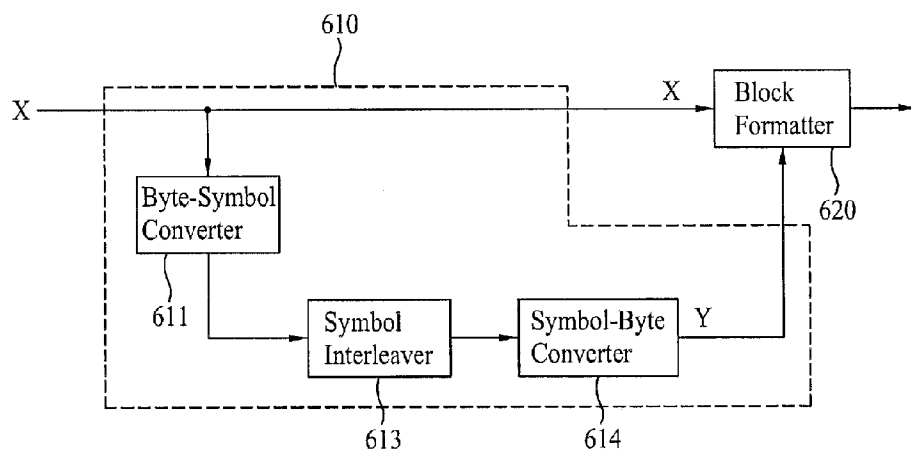 610
X
X
Block
Formatter
620
Byte-Symbol
Converter
611
Symbol
Interleaver
613
Symbol-Byte
Converter
614
Y